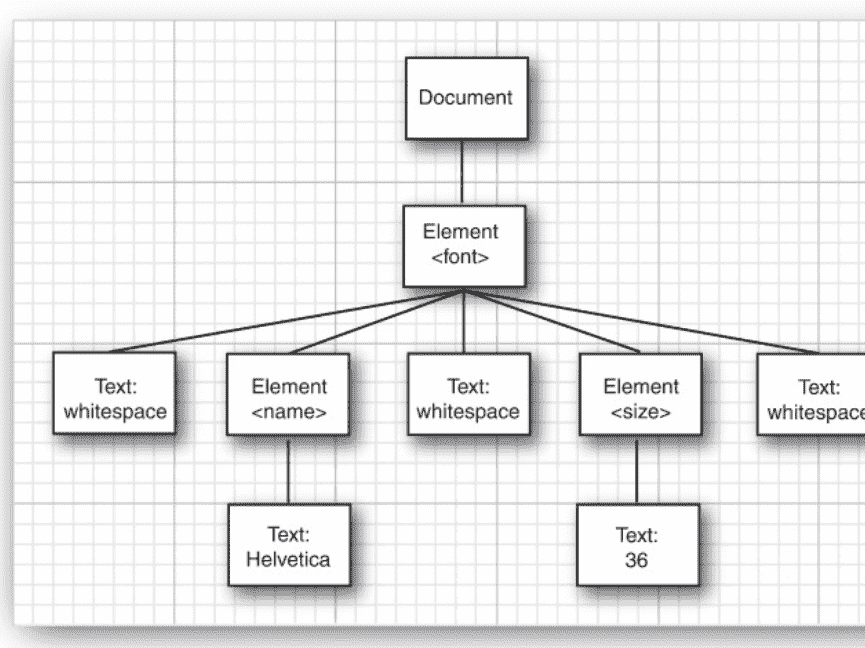 Document
Element
<font>
Text:
whitespace
Element
<name>
Text:
whitespace
Element
<size>
Text:
whitespace
Text:
Helvetica
Text:
36